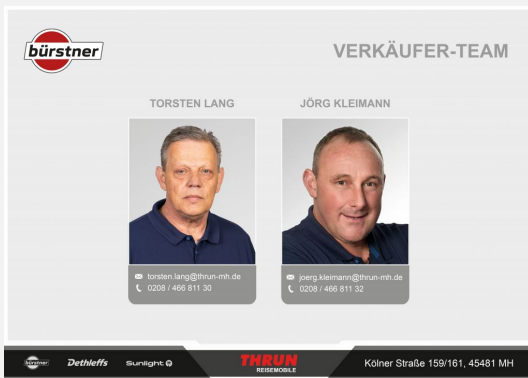 bürstner
VERKÄUFER-TEAM
TORSTEN LANG
JÖRG KLEIMANN
torsten.lang@thrun-mh.de
0208 / 466 811 30
joerg.kleimann@thrun-mh.de
0208 / 466 811 32
bürstner
Dethleffs
Sunlight
THRUN
REISEMOBILE
Kölner Straße 159/161, 45481 MH